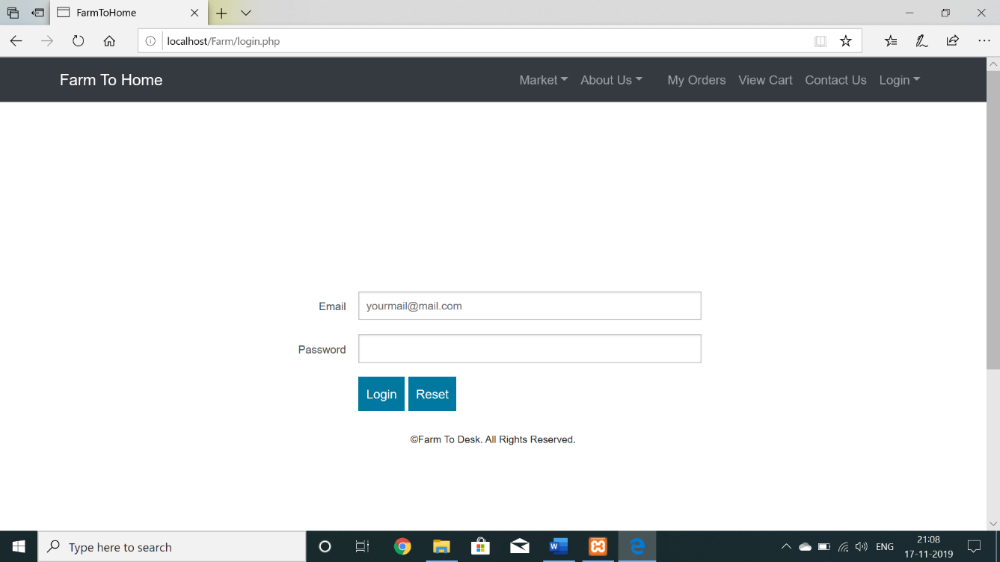 FarmToHome
localhost/Farm/login.php
Farm To Home Market About Us My Orders View Cart Contact Us Login
Email yourmail@mail.com
Password
Login Reset
©Farm To Desk. All Rights Reserved.
Type here to search
ENG
21:08
17-11-2019